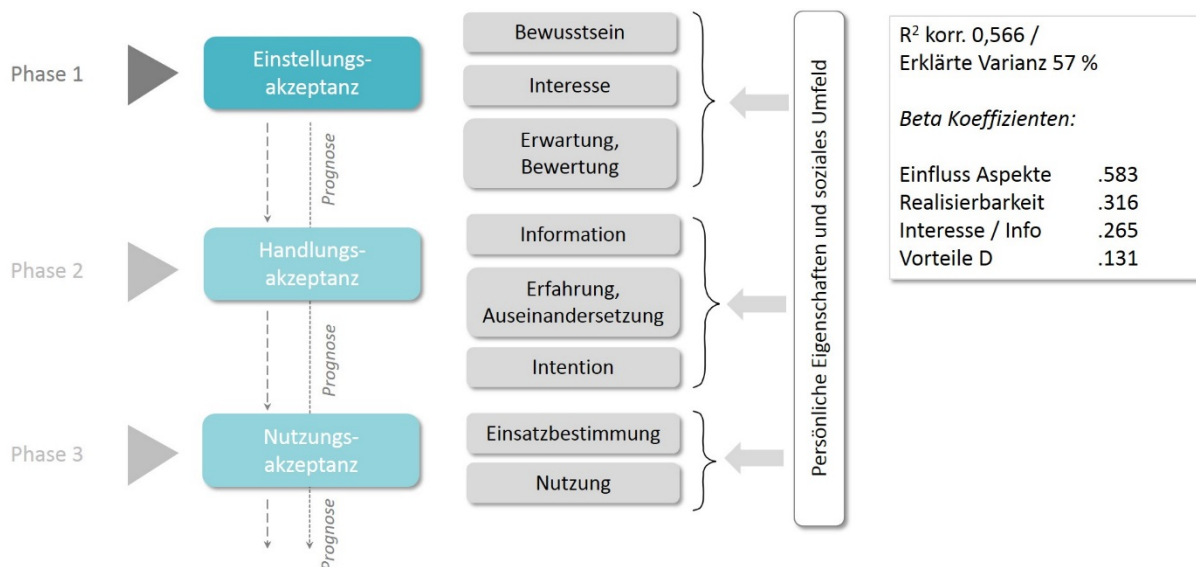 Phase 1
Einstellungs-
akzeptanz
Bewusstsein
Interesse
Erwartung,
Bewertung
Prognose
Phase 2
Handlungs-
akzeptanz
Information
Erfahrung,
Auseinandersetzung
Intention
Prognose
Phase 3
Nutzungs-
akzeptanz
Einsatzbestimmung
Nutzung
Prognose
Persönliche Eigenschaften und soziales Umfeld
R² korr. 0,566 /
Erklärte Varianz 57 %
Beta Koeffizienten:
Einfluss Aspekte .583
Realisierbarkeit .316
Interesse / Info .265
Vorteile D .131